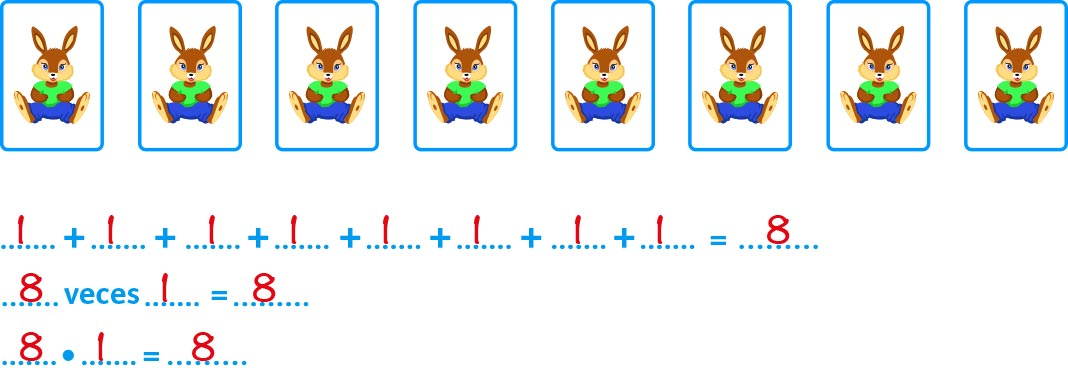 1 + 1 + 1 + 1 + 1 + 1 + 1 + 1 = 8
8 veces 1 = 8
8 • 1 = 8